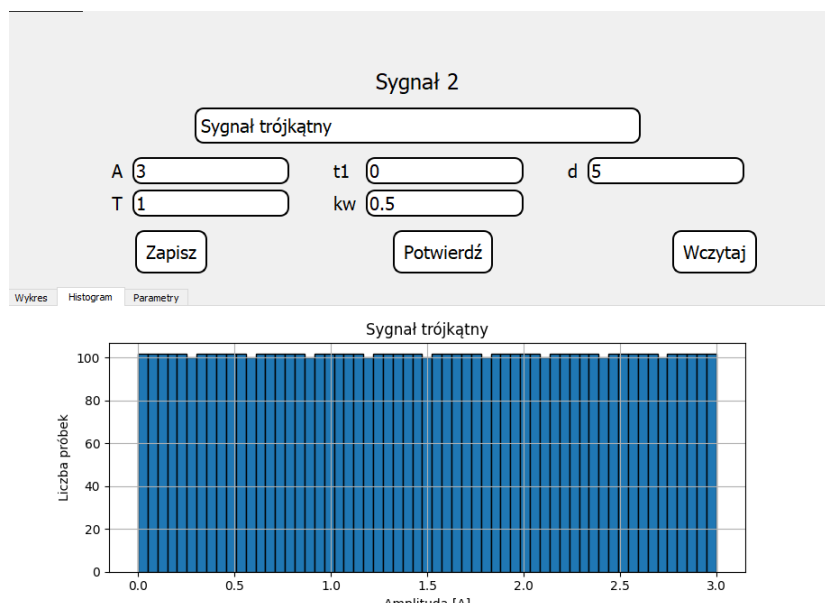 Sygnał 2
Sygnał trójkątny
A 3 t1 0 d 5
T 1 kw 0.5
Zapisz Potwierdź Wczytaj
Wykres Histogram Parametry
Sygnał trójkątny
100
80
60
40
20
0
Liczba próbek
0.0 0.5 1.0 1.5 2.0 2.5 3.0
Amplituda [A]